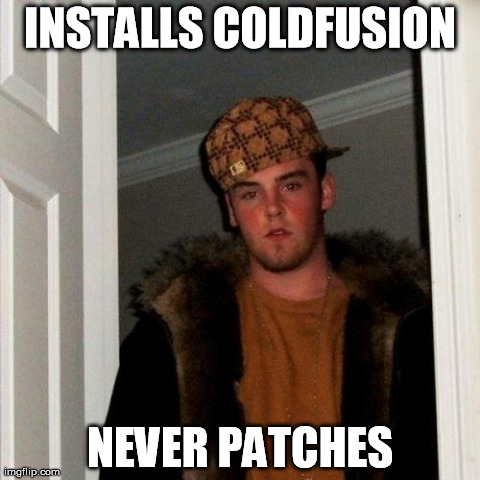 INSTALLS COLDFUSION
NEVER PATCHES
imgflip.com